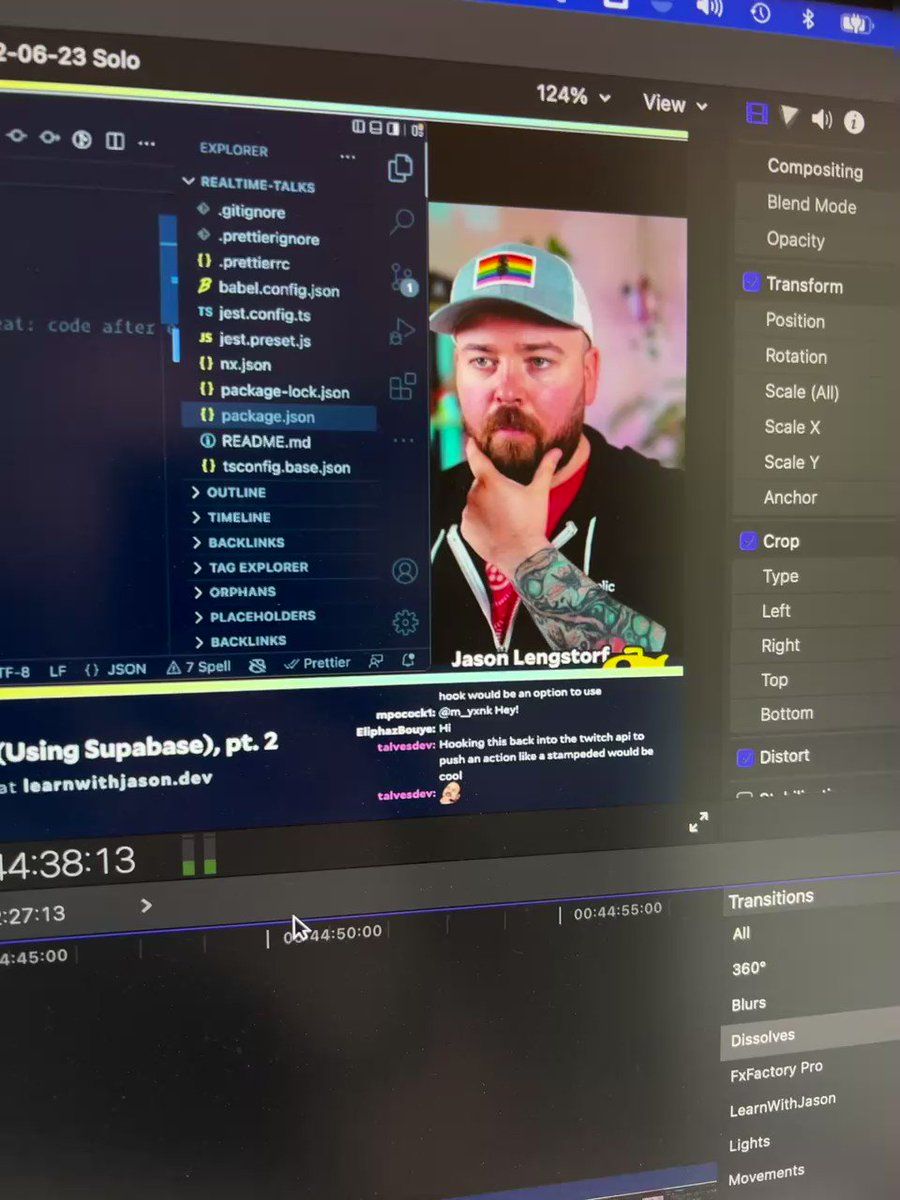 2-06-23 Solo
124%
View
EXPLORER
REALTIME-TALKS
.gitignore
.prettierignore
.prettierrc
babel.config.json
TS jest.config.ts
JS jest.preset.js
nx.json
package-lock.json
package.json
README.md
tsconfig.base.json
OUTLINE
TIMELINE
BACKLINKS
TAG EXPLORER
ORPHANS
PLACEHOLDERS
BACKLINKS
1
eat: code after
TF-8 LF {} JSON 7 Spell Prettier
Jason Lengstorf
(Using Supabase), pt. 2
at learnwithjason.dev
hook would be an option to use
mpocock1: @m_yxnk Hey!
EliphazBouye: Hi
talvesdev: Hooking this back into the twitch api to
push an action like a stampeded would be
cool
talvesdev:
Compositing
Blend Mode
Opacity
Transform
Position
Rotation
Scale (All)
Scale X
Scale Y
Anchor
Crop
Type
Left
Right
Top
Bottom
Distort
44:38:13
:27:13
4:45:00
00:44:50:00
00:44:55:00
Transitions
All
360°
Blurs
Dissolves
FxFactory Pro
LearnWithJason
Lights
Movements